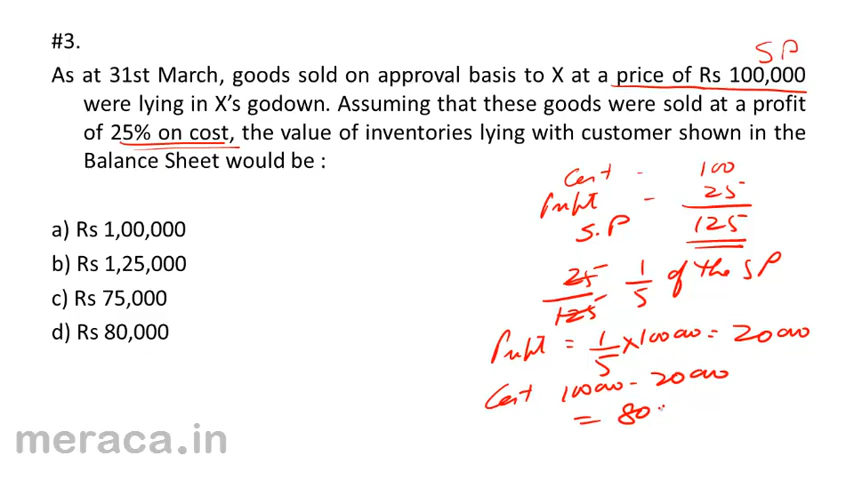 #3.
S P
As at 31st March, goods sold on approval basis to X at a price of Rs 100,000
were lying in X's godown. Assuming that these goods were sold at a profit
of 25% on cost, the value of inventories lying with customer shown in the
Balance Sheet would be :
Cost - 100
Profit - 25
S.P 125
a) Rs 1,00,000
b) Rs 1,25,000
c) Rs 75,000
d) Rs 80,000
25/125 1/5 of the SP
Profit = 1/5 × 100000 = 20000
Cost 100000 - 20000
= 80
meraca.in